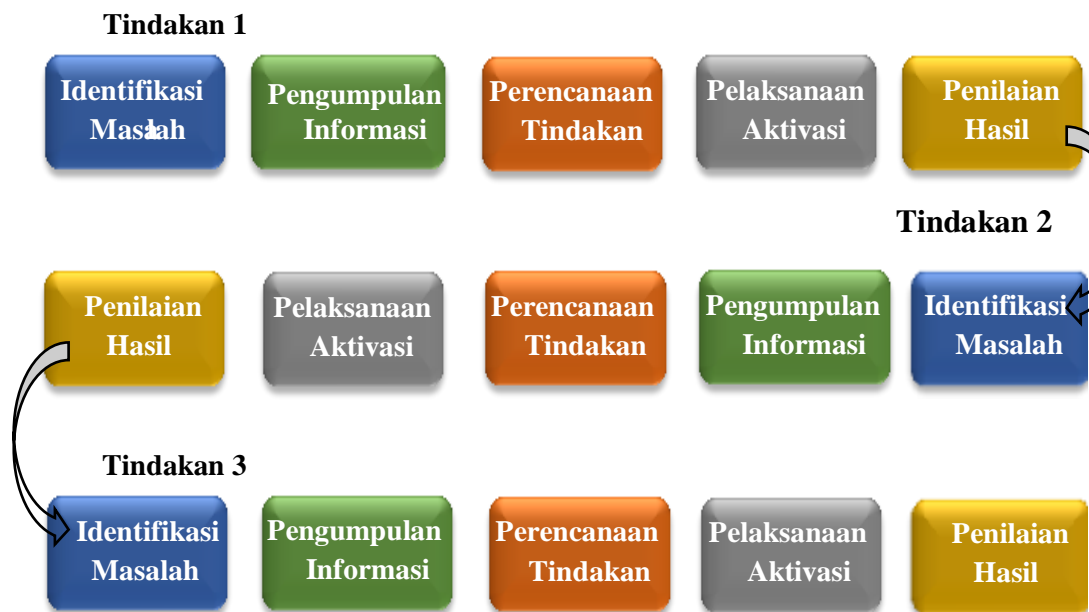 Tindakan 1
Identifikasi
Masalah
Pengumpulan
Informasi
Perencanaan
Tindakan
Pelaksanaan
Aktivasi
Penilaian
Hasil
Tindakan 2
Penilaian
Hasil
Pelaksanaan
Aktivasi
Perencanaan
Tindakan
Pengumpulan
Informasi
Identifikasi
Masalah
Tindakan 3
Identifikasi
Masalah
Pengumpulan
Informasi
Perencanaan
Tindakan
Pelaksanaan
Aktivasi
Penilaian
Hasil